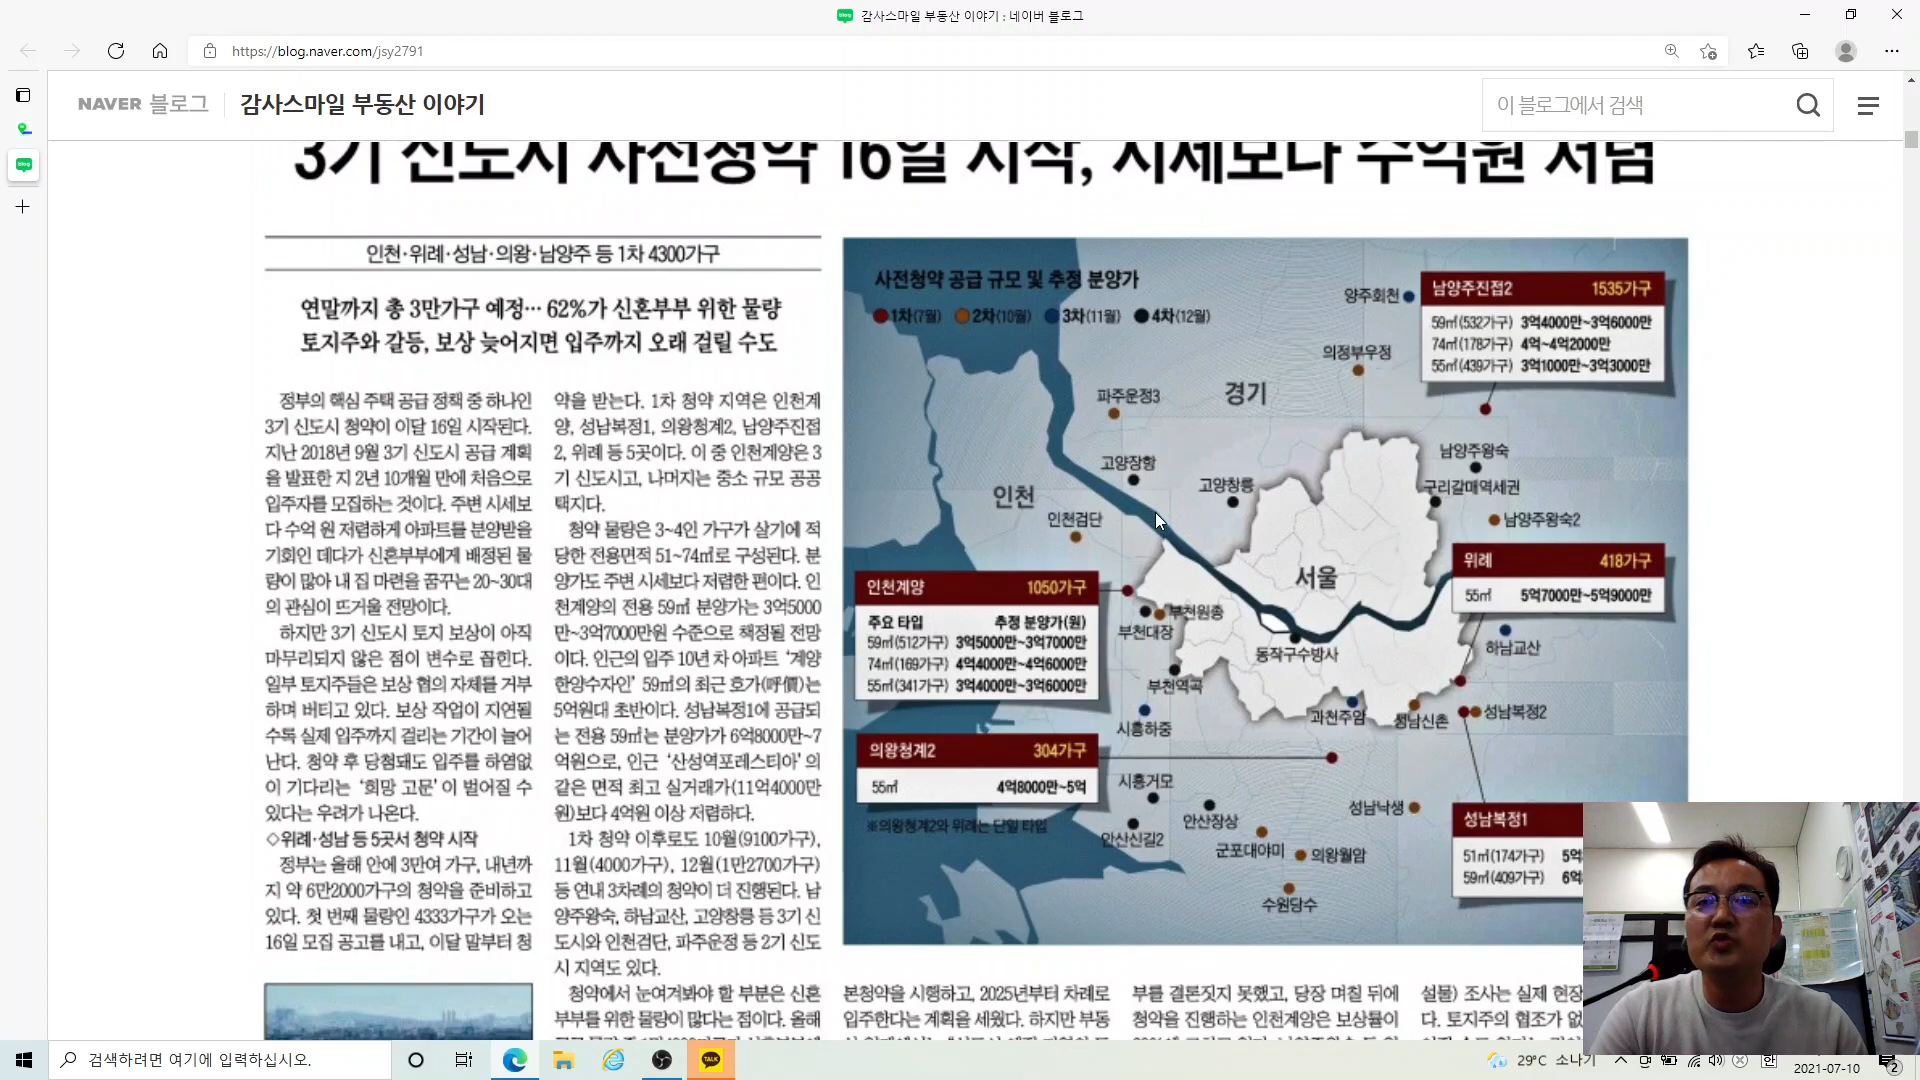 감사스마일 부동산 이야기 : 네이버 블로그
https://blog.naver.com/jsy2791
NAVER 블로그
감사스마일 부동산 이야기
이 블로그에서 검색
3기 신도시 사전청약 16일 시작, 시세보다 수억원 저렴
인천·위례·성남·의왕·남양주 등 1차 4300가구
연말까지 총 3만가구 예정… 62%가 신혼부부 위한 물량
토지주와 갈등, 보상 늦어지면 입주까지 오래 걸릴 수도
정부의 핵심 주택 공급 정책 중 하나인
3기 신도시 청약이 이달 16일 시작된다.
지난 2018년 9월 3기 신도시 공급 계획
을 발표한 지 2년 10개월 만에 처음으로
입주자를 모집하는 것이다. 주변 시세보
다 수억 원 저렴하게 아파트를 분양받을
기회인 데다가 신혼부부에게 배정된 물
량이 많아 내 집 마련을 꿈꾸는 20~30대
의 관심이 뜨거울 전망이다.
하지만 3기 신도시 토지 보상이 아직
마무리되지 않은 점이 변수로 꼽힌다.
일부 토지주들은 보상 협의 자체를 거부
하며 버티고 있다. 보상 작업이 지연될
수록 실제 입주까지 걸리는 기간이 늘어
난다. 청약 후 당첨돼도 입주를 하염없
이 기다리는 ‘희망 고문’이 벌어질 수
있다는 우려가 나온다.
◇위례·성남 등 5곳서 청약 시작
정부는 올해 안에 3만여 가구, 내년까
지 약 6만2000가구의 청약을 준비하고
있다. 첫 번째 물량인 4333가구가 오는
16일 모집 공고를 내고, 이달 말부터 청
약을 받는다. 1차 청약 지역은 인천계
양, 성남복정1, 의왕청계2, 남양주진접
2, 위례 등 5곳이다. 이 중 인천계양은 3
기 신도시고, 나머지는 중소 규모 공공
택지다.
청약 물량은 3~4인 가구가 살기에 적
당한 전용면적 51~74㎡로 구성된다. 분
양가도 주변 시세보다 저렴한 편이다. 인
천계양의 전용 59㎡ 분양가는 3억5000
만~3억7000만원 수준으로 책정될 전망
이다. 인근의 입주 10년 차 아파트 ‘계양
한양수자인’ 59㎡의 최근 호가(呼價)는
5억원대 초반이다. 성남복정1에 공급되
는 전용 59㎡는 분양가가 6억8000만~7
억원으로, 인근 ‘산성역포레스티아’의
같은 면적 최고 실거래가(11억4000만
원)보다 4억원 이상 저렴하다.
1차 청약 이후로도 10월(9100가구),
11월(4000가구), 12월(1만2700가구)
등 연내 3차례의 청약이 더 진행된다. 남
양주왕숙, 하남교산, 고양창릉 등 3기 신
도시와 인천검단, 파주운정 등 2기 신도
시 지역도 있다.
청약에서 눈여겨봐야 할 부분은 신혼
부부를 위한 물량이 많다는 점이다. 올해
사전청약 공급 규모 및 추정 분양가
1차(7월) 2차(10월) 3차(11월) 4차(12월)
양주회천
남양주진접2 1535가구
59㎡(532가구) 3억4000만~3억6000만
74㎡(178가구) 4억~4억2000만
55㎡(439가구) 3억1000만~3억3000만
의정부우정
파주운정3
경기
남양주왕숙
고양장항
고양창릉
구리갈매역세권
인천
인천검단
남양주왕숙2
위례 418가구
55㎡ 5억7000만~5억9000만
서울
인천계양 1050가구
주요 타입 추정 분양가(원)
59㎡(512가구) 3억5000만~3억7000만
74㎡(169가구) 4억4000만~4억6000만
55㎡(341가구) 3억4000만~3억6000만
부천원종
부천대장
동작구수방사
하남교산
부천역곡
시흥하중
과천주암
성남신촌
성남복정2
의왕청계2 304가구
55㎡ 4억8000만~5억
※의왕청계2와 위례는 단일 타입
시흥거모
안산장상
안산신길2
군포대야미
의왕월암
성남낙생
수원당수
성남복정1
51㎡(174가구) 5억
59㎡(409가구) 6억
본청약을 시행하고, 2025년부터 차례로
입주한다는 계획을 세웠다. 하지만 부동
부를 결론짓지 못했고, 당장 며칠 뒤에
청약을 진행하는 인천계양은 보상률이
설물) 조사는 실제 현장
다. 토지주의 협조가 없
검색하려면 여기에 입력하십시오.
TALK
29°C 소나기
한
2021-07-10
2